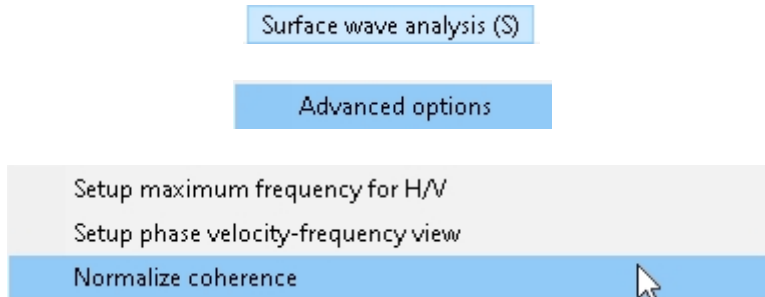 Surface wave analysis (S)
Advanced options
Setup maximum frequency for H/V
Setup phase velocity-frequency view
Normalize coherence